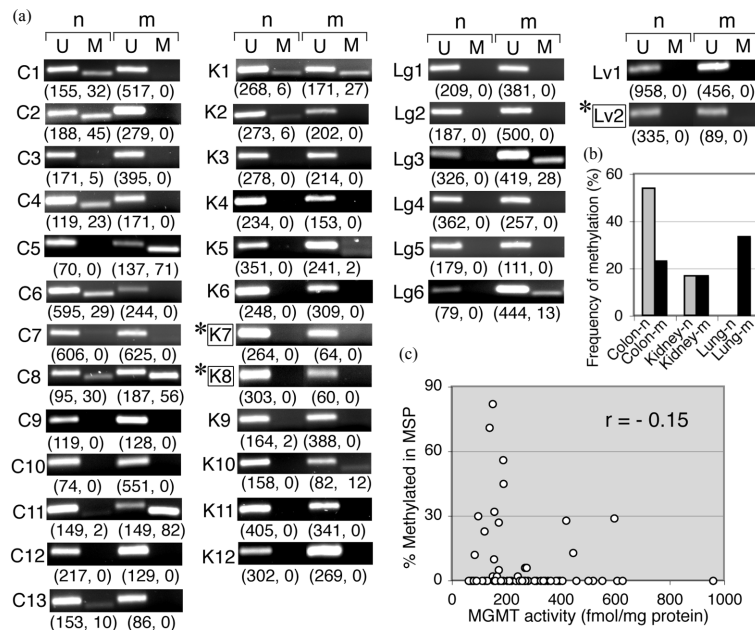 (a)
n m
U M U M
C1
(155, 32) (517, 0)
C2
(188, 45) (279, 0)
C3
(171, 5) (395, 0)
C4
(119, 23) (171, 0)
C5
(70, 0) (137, 71)
C6
(595, 29) (244, 0)
C7
(606, 0) (625, 0)
C8
(95, 30) (187, 56)
C9
(119, 0) (128, 0)
C10
(74, 0) (551, 0)
C11
(149, 2) (149, 82)
C12
(217, 0) (129, 0)
C13
(153, 10) (86, 0)
n m
U M U M
K1
(268, 6) (171, 27)
K2
(273, 6) (202, 0)
K3
(278, 0) (214, 0)
K4
(234, 0) (153, 0)
K5
(351, 0) (241, 2)
K6
(248, 0) (309, 0)
*K7
(264, 0) (64, 0)
*K8
(303, 0) (60, 0)
K9
(164, 2) (388, 0)
K10
(158, 0) (82, 12)
K11
(405, 0) (341, 0)
K12
(302, 0) (269, 0)
n m
U M U M
Lg1
(209, 0) (381, 0)
Lg2
(187, 0) (500, 0)
Lg3
(326, 0) (419, 28)
Lg4
(362, 0) (257, 0)
Lg5
(179, 0) (111, 0)
Lg6
(79, 0) (444, 13)
n m
U M U M
Lv1
(958, 0) (456, 0)
*Lv2
(335, 0) (89, 0)
(b)
Frequency of methylation (%)
60
40
20
0
Colon-n
Colon-m
Kidney-n
Kidney-m
Lung-n
Lung-m
(c)
% Methylated in MSP
90
60
30
0
r = - 0.15
0 200 400 600 800 1000
MGMT activity (fmol/mg protein)